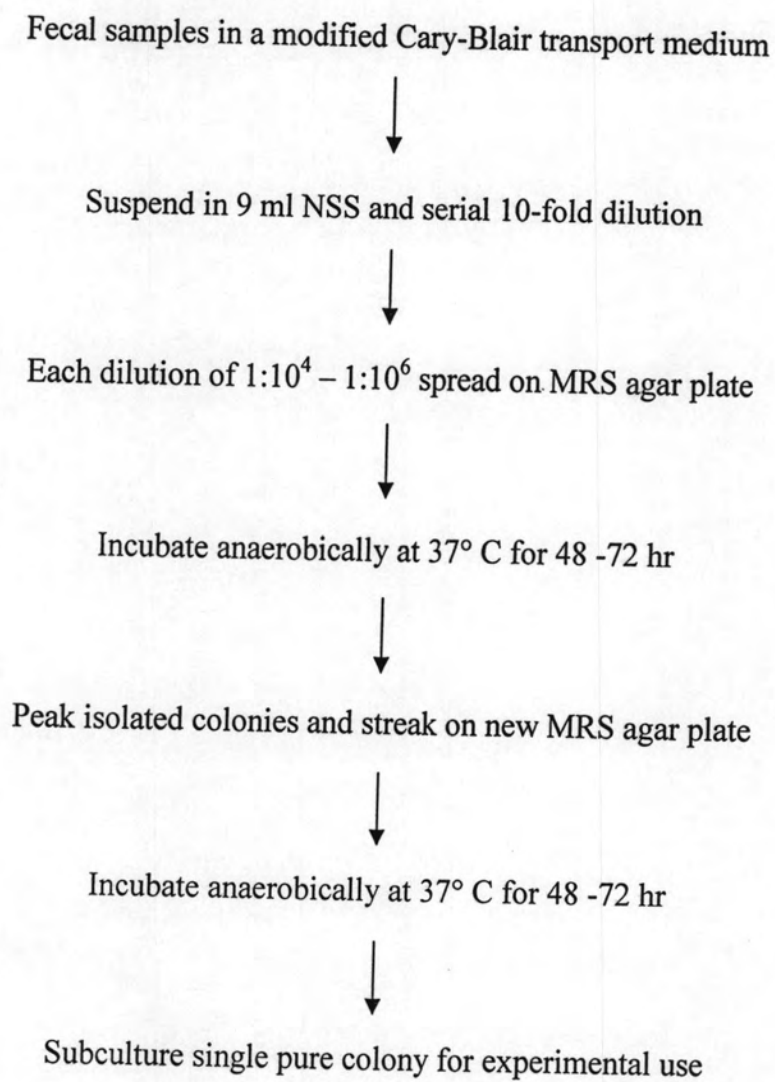 Fecal samples in a modified Cary-Blair transport medium
Suspend in 9 ml NSS and serial 10-fold dilution
Each dilution of 1:10⁴ – 1:10⁶ spread on MRS agar plate
Incubate anaerobically at 37° C for 48 -72 hr
Peak isolated colonies and streak on new MRS agar plate
Incubate anaerobically at 37° C for 48 -72 hr
Subculture single pure colony for experimental use